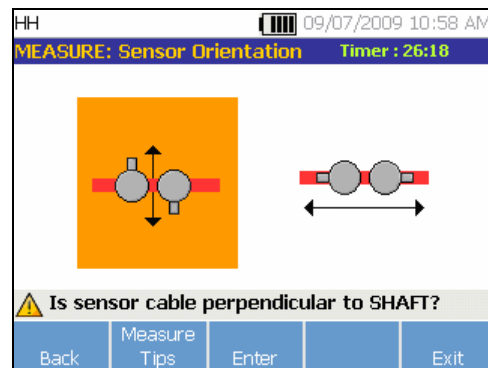 HH 09/07/2009 10:58 AM
MEASURE: Sensor Orientation Timer : 26:18
Is sensor cable perpendicular to SHAFT?
Back Measure Tips Enter Exit